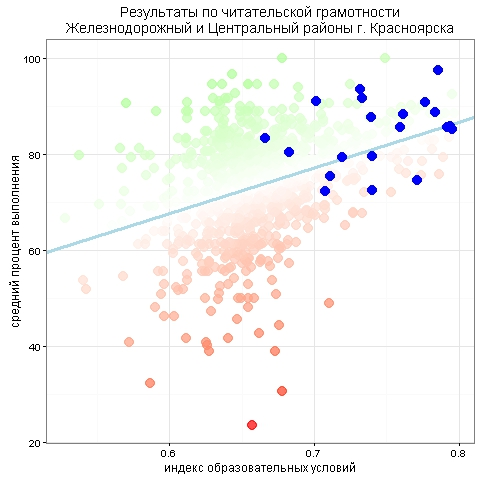 Результаты по читательской грамотности
Железнодорожный и Центральный районы г. Красноярска
средний процент выполнения
100
80
60
40
20
0.6
0.7
0.8
индекс образовательных условий